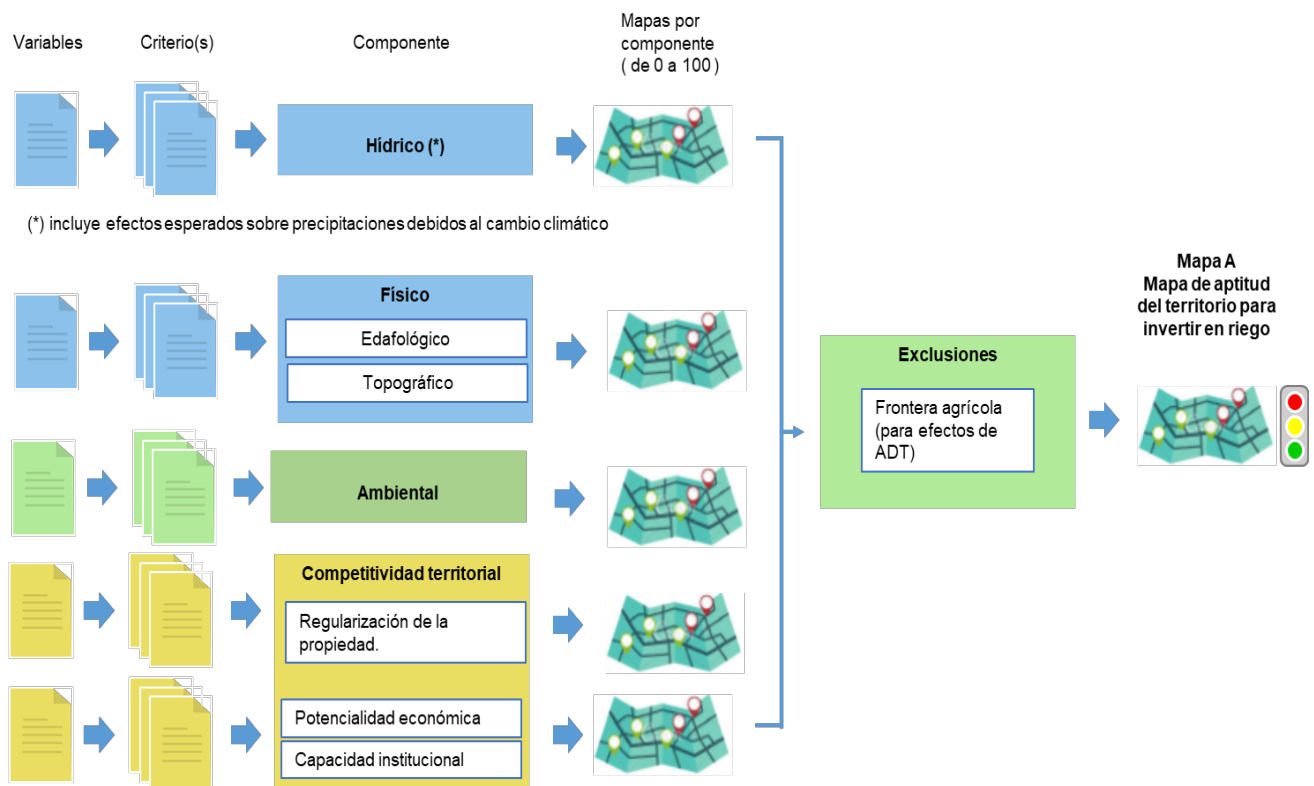 Variables
Criterio(s)
Componente
Mapas por
componente
( de 0 a 100 )
Hídrico (*)
(*) incluye efectos esperados sobre precipitaciones debidos al cambio climático
Físico
Edafológico
Topográfico
Ambiental
Competitividad territorial
Regularización de la
propiedad.
Potencialidad económica
Capacidad institucional
Exclusiones
Frontera agrícola
(para efectos de
ADT)
Mapa A
Mapa de aptitud
del territorio para
invertir en riego